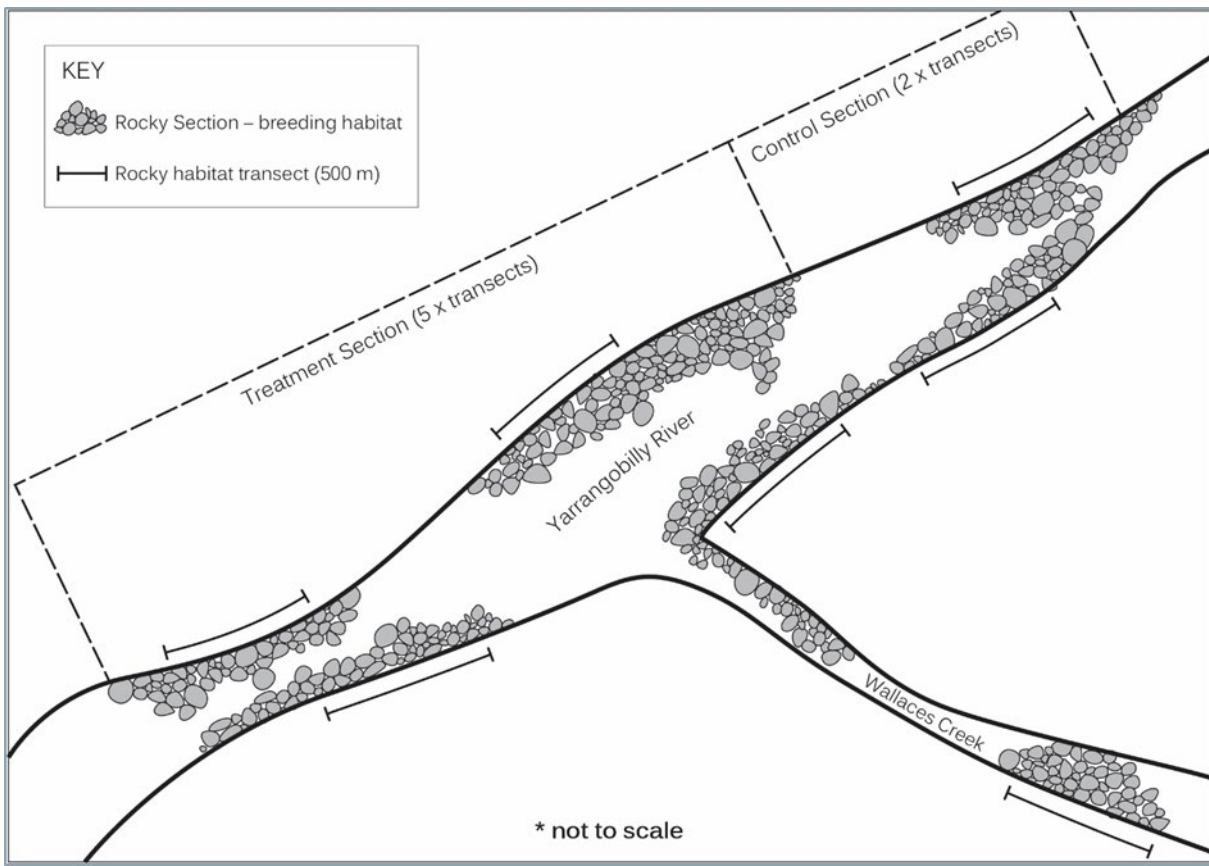 KEY
Rocky Section – breeding habitat
Rocky habitat transect (500 m)
Control Section (2 x transects)
Treatment Section (5 x transects)
Yarrangobilly River
Wallaces Creek
* not to scale